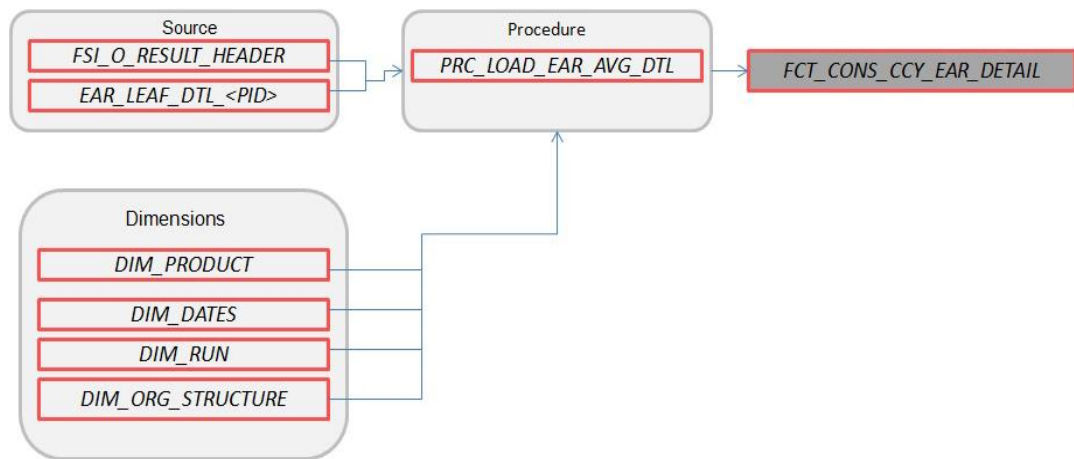 Source
FSI_O_RESULT_HEADER
EAR_LEAF_DTL_<PID>
Procedure
PRC_LOAD_EAR_AVG_DTL
FCT_CONS_CCY_EAR_DETAIL
Dimensions
DIM_PRODUCT
DIM_DATES
DIM_RUN
DIM_ORG_STRUCTURE